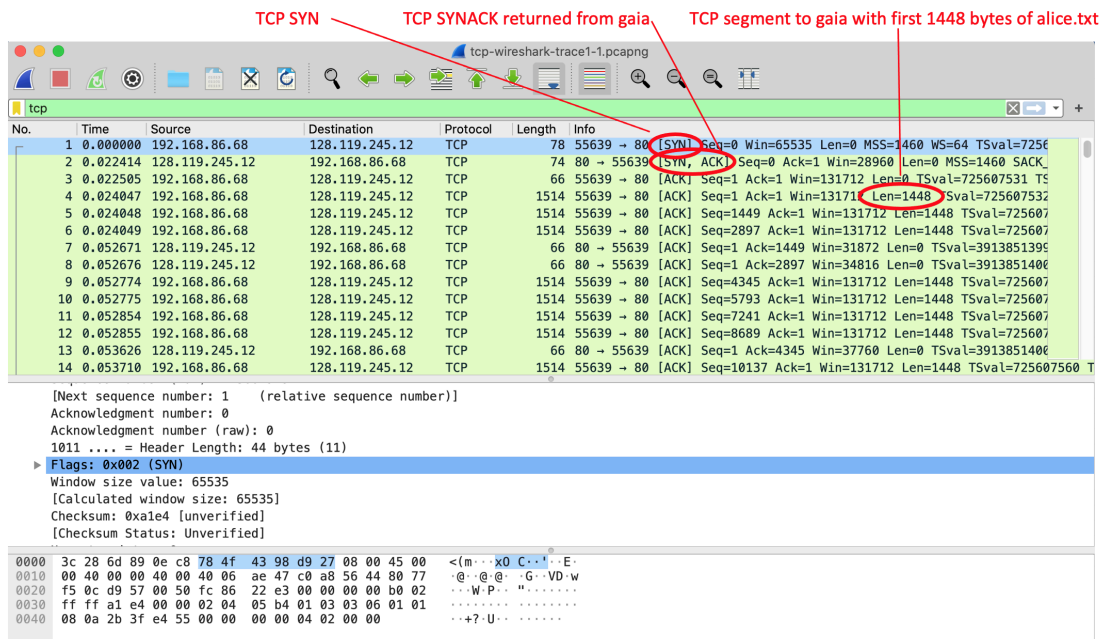 TCP SYN TCP SYNACK returned from gaia TCP segment to gaia with first 1448 bytes of alice.txt
tcp-wireshark-trace1-1.pcapng
tcp
No. Time Source Destination Protocol Length Info
1 0.000000 192.168.86.68 128.119.245.12 TCP 78 55639 → 80 [SYN] Seq=0 Win=65535 Len=0 MSS=1460 WS=64 TSval=7256
2 0.022414 128.119.245.12 192.168.86.68 TCP 74 80 → 55639 [SYN, ACK] Seq=0 Ack=1 Win=28960 Len=0 MSS=1460 SACK_
3 0.022505 192.168.86.68 128.119.245.12 TCP 66 55639 → 80 [ACK] Seq=1 Ack=1 Win=131712 Len=0 TSval=725607531 TS
4 0.024047 192.168.86.68 128.119.245.12 TCP 1514 55639 → 80 [ACK] Seq=1 Ack=1 Win=131712 Len=1448 TSval=725607532
5 0.024048 192.168.86.68 128.119.245.12 TCP 1514 55639 → 80 [ACK] Seq=1449 Ack=1 Win=131712 Len=1448 TSval=725607
6 0.024049 192.168.86.68 128.119.245.12 TCP 1514 55639 → 80 [ACK] Seq=2897 Ack=1 Win=131712 Len=1448 TSval=725607
7 0.052671 128.119.245.12 192.168.86.68 TCP 66 80 → 55639 [ACK] Seq=1 Ack=1449 Win=31872 Len=0 TSval=3913851399
8 0.052676 128.119.245.12 192.168.86.68 TCP 66 80 → 55639 [ACK] Seq=1 Ack=2897 Win=34816 Len=0 TSval=3913851400
9 0.052774 192.168.86.68 128.119.245.12 TCP 1514 55639 → 80 [ACK] Seq=4345 Ack=1 Win=131712 Len=1448 TSval=725607
10 0.052775 192.168.86.68 128.119.245.12 TCP 1514 55639 → 80 [ACK] Seq=5793 Ack=1 Win=131712 Len=1448 TSval=725607
11 0.052854 192.168.86.68 128.119.245.12 TCP 1514 55639 → 80 [ACK] Seq=7241 Ack=1 Win=131712 Len=1448 TSval=725607
12 0.052855 192.168.86.68 128.119.245.12 TCP 1514 55639 → 80 [ACK] Seq=8689 Ack=1 Win=131712 Len=1448 TSval=725607
13 0.053626 128.119.245.12 192.168.86.68 TCP 66 80 → 55639 [ACK] Seq=1 Ack=4345 Win=37760 Len=0 TSval=3913851400
14 0.053710 192.168.86.68 128.119.245.12 TCP 1514 55639 → 80 [ACK] Seq=10137 Ack=1 Win=131712 Len=1448 TSval=725607560 T
[Next sequence number: 1 (relative sequence number)]
Acknowledgment number: 0
Acknowledgment number (raw): 0
1011 .... = Header Length: 44 bytes (11)
Flags: 0x002 (SYN)
Window size value: 65535
[Calculated window size: 65535]
Checksum: 0xa1e4 [unverified]
[Checksum Status: Unverified]
0000 3c 28 6d 89 0e c8 78 4f 43 98 d9 27 08 00 45 00 <(m···xO C··'··E·
0010 00 40 00 00 40 00 40 06 ae 47 c0 a8 56 44 80 77 ·@··@·@· ·G··VD·w
0020 f5 0c d9 57 00 50 fc 86 22 e3 00 00 00 00 b0 02 ···W·P·· "·······
0030 ff ff a1 e4 00 00 02 04 05 b4 01 03 03 06 01 01 ········ ········
0040 08 0a 2b 3f e4 55 00 00 00 00 04 02 00 00 ··+?·U·· ······